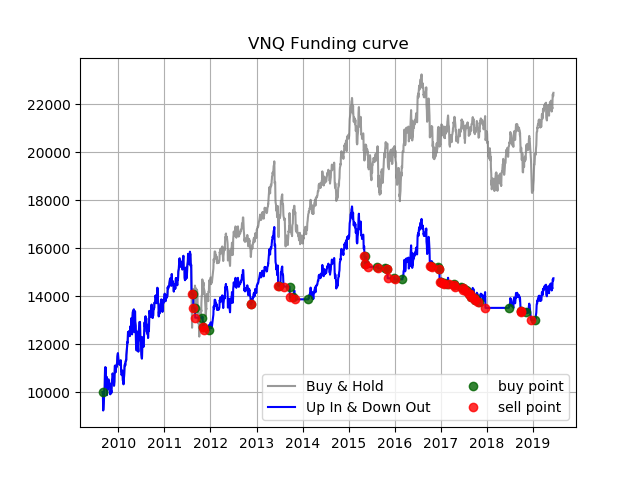 VNQ Funding curve
22000
20000
18000
16000
14000
12000
10000
Buy & Hold
Up In & Down Out
buy point
sell point
2010 2011 2012 2013 2014 2015 2016 2017 2018 2019